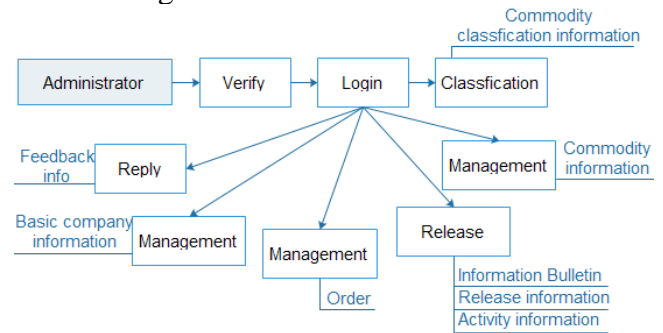 Commodity
classfication information
Administrator
Verify
Login
Classfication
Feedback
info
Reply
Management
Commodity
information
Basic company
information
Management
Management
Release
Order
Information Bulletin
Release information
Activity information